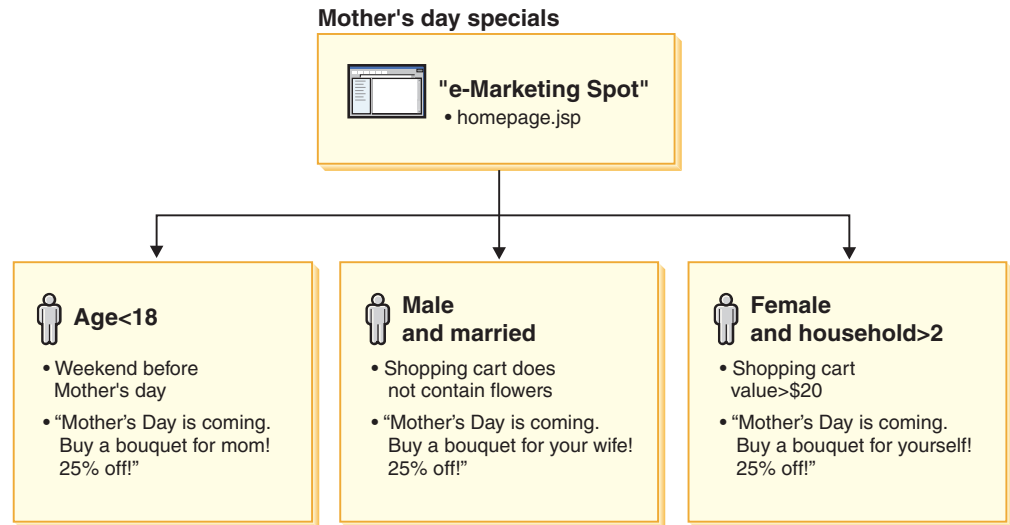 Mother's day specials
"e-Marketing Spot"
• homepage.jsp
Age<18
• Weekend before
Mother's day
• “Mother’s Day is coming.
Buy a bouquet for mom!
25% off!”
Male
and married
• Shopping cart does
not contain flowers
• “Mother’s Day is coming.
Buy a bouquet for your wife!
25% off!”
Female
and household>2
• Shopping cart
value>$20
• “Mother’s Day is coming.
Buy a bouquet for yourself!
25% off!”